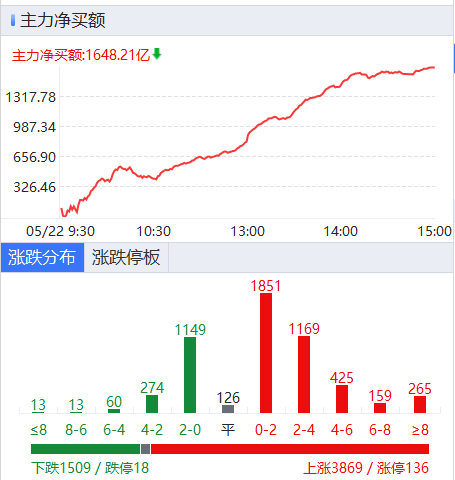 主力净买额
主力净买额:1648.21亿
1317.78
987.34
656.90
326.46
05/22 9:30 10:30 13:00 14:00 15:00
涨跌分布 涨跌停板
13 13 60 274 1149 126 1851 1169 425 159 265
≤8 8-6 6-4 4-2 2-0 平 0-2 2-4 4-6 6-8 ≥8
下跌1509 / 跌停18 上涨3869 / 涨停136